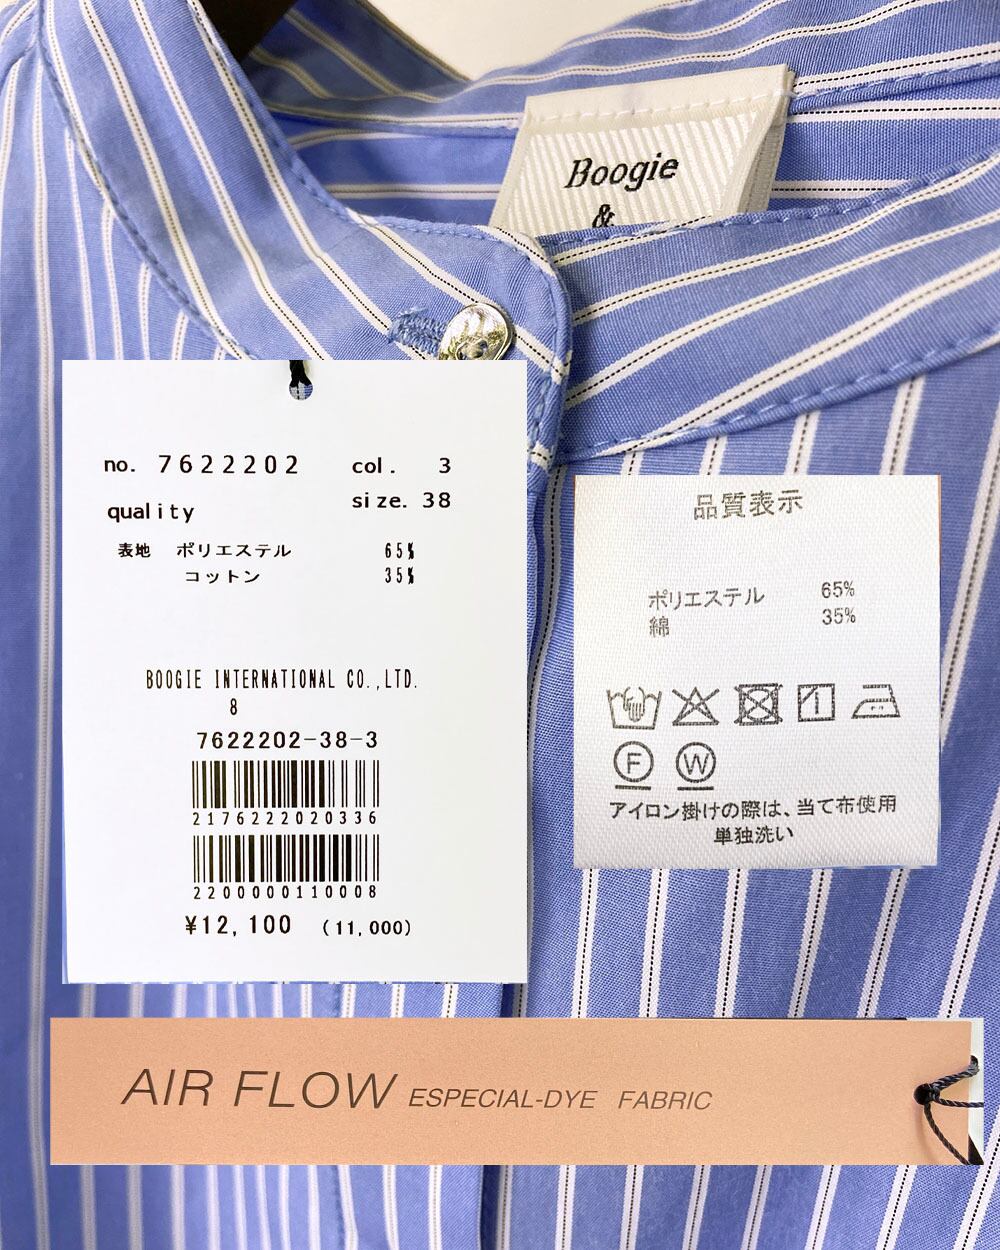 Boogie
&
no. 7622202 col. 3
quality size. 38
表地 ポリエステル 65%
コットン 35%
BOOGIE INTERNATIONAL CO.,LTD.
8
7622202-38-3
2176222020336
2200000110008
¥12,100 (11,000)
品質表示
ポリエステル 65%
綿 35%
F W
アイロン掛けの際は、当て布使用
単独洗い
AIR FLOW ESPECIAL-DYE FABRIC